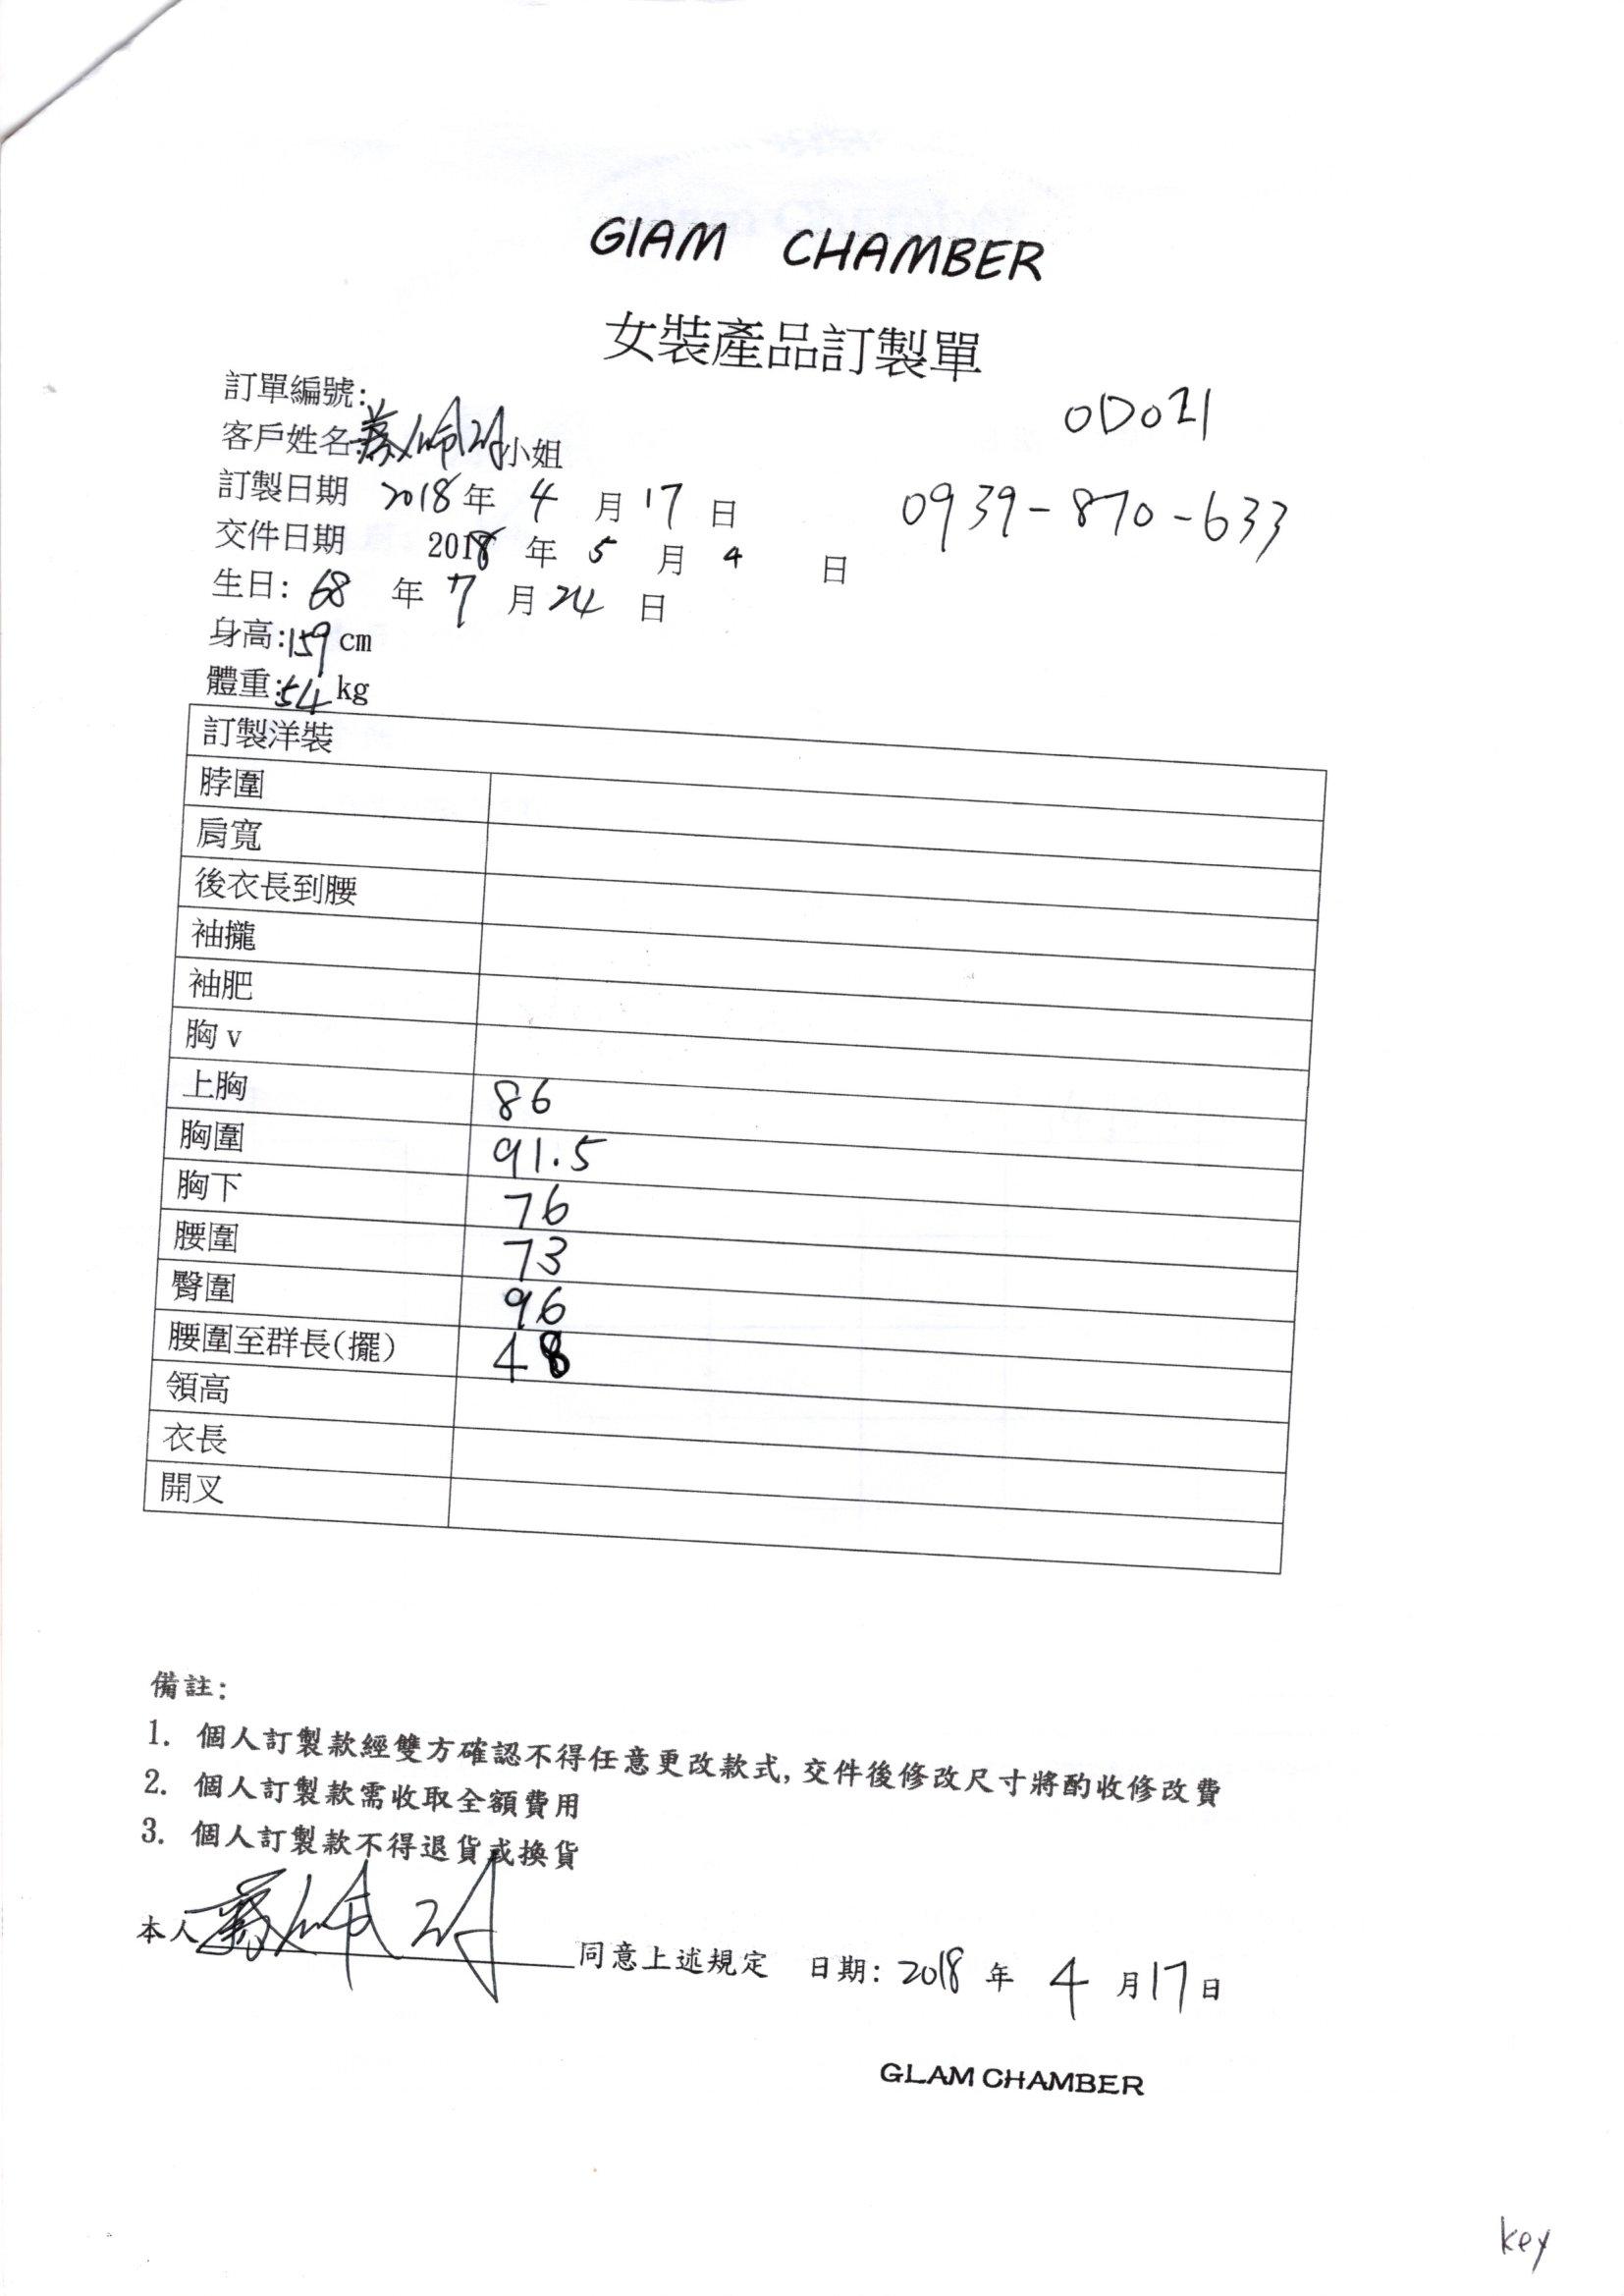 GIAM CHAMBER
女裝產品訂製單
訂單編號:
OD021
客戶姓名: 小姐
訂製日期 2018 年 4 月 17 日
0939-870-633
交件日期 2018 年 5 月 4 日
生日: 68 年 7 月 24 日
身高:159 cm
體重:54 kg
訂製洋裝
脖圍
肩寬
後衣長到腰
袖攏
袖肥
胸 v
上胸 86
胸圍 91.5
胸下 76
腰圍 73
臀圍 96
腰圍至群長(擺) 48
領高
衣長
開叉
備註:
1. 個人訂製款經雙方確認不得任意更改款式,交件後修改尺寸將酌收修改費
2. 個人訂製款需收取全額費用
3. 個人訂製款不得退貨或換貨
本人 同意上述規定 日期: 2018 年 4 月 17 日
GLAM CHAMBER
key